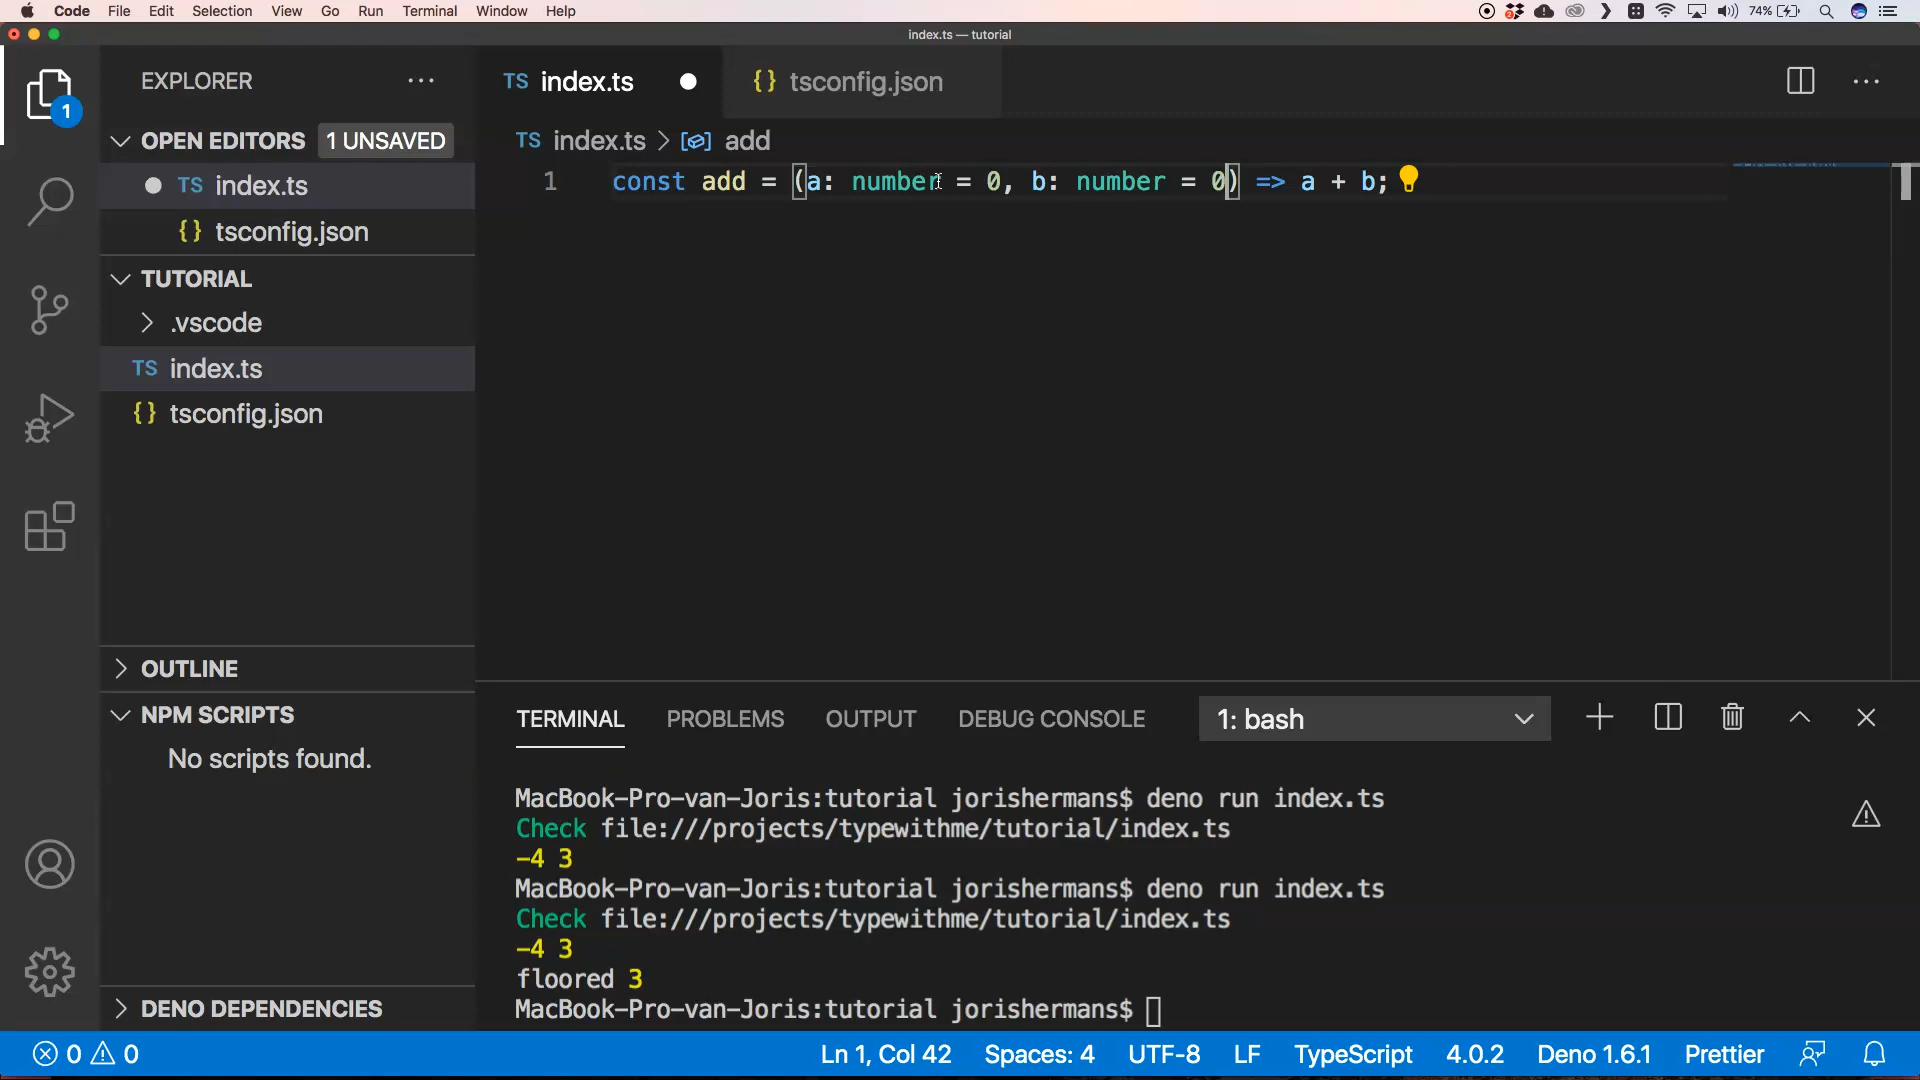 Code File Edit Selection View Go Run Terminal Window Help 74%
index.ts — tutorial
EXPLORER
OPEN EDITORS 1 UNSAVED
TS index.ts
{} tsconfig.json
TUTORIAL
.vscode
TS index.ts
{} tsconfig.json
OUTLINE
NPM SCRIPTS
No scripts found.
DENO DEPENDENCIES
1
TS index.ts {} tsconfig.json
TS index.ts > add
1 const add = (a: number = 0, b: number = 0) => a + b;
TERMINAL PROBLEMS OUTPUT DEBUG CONSOLE 1: bash
MacBook-Pro-van-Joris:tutorial jorishermans$ deno run index.ts
Check file:///projects/typewithme/tutorial/index.ts
-4 3
MacBook-Pro-van-Joris:tutorial jorishermans$ deno run index.ts
Check file:///projects/typewithme/tutorial/index.ts
-4 3
floored 3
MacBook-Pro-van-Joris:tutorial jorishermans$
0 0 Ln 1, Col 42 Spaces: 4 UTF-8 LF TypeScript 4.0.2 Deno 1.6.1 Prettier